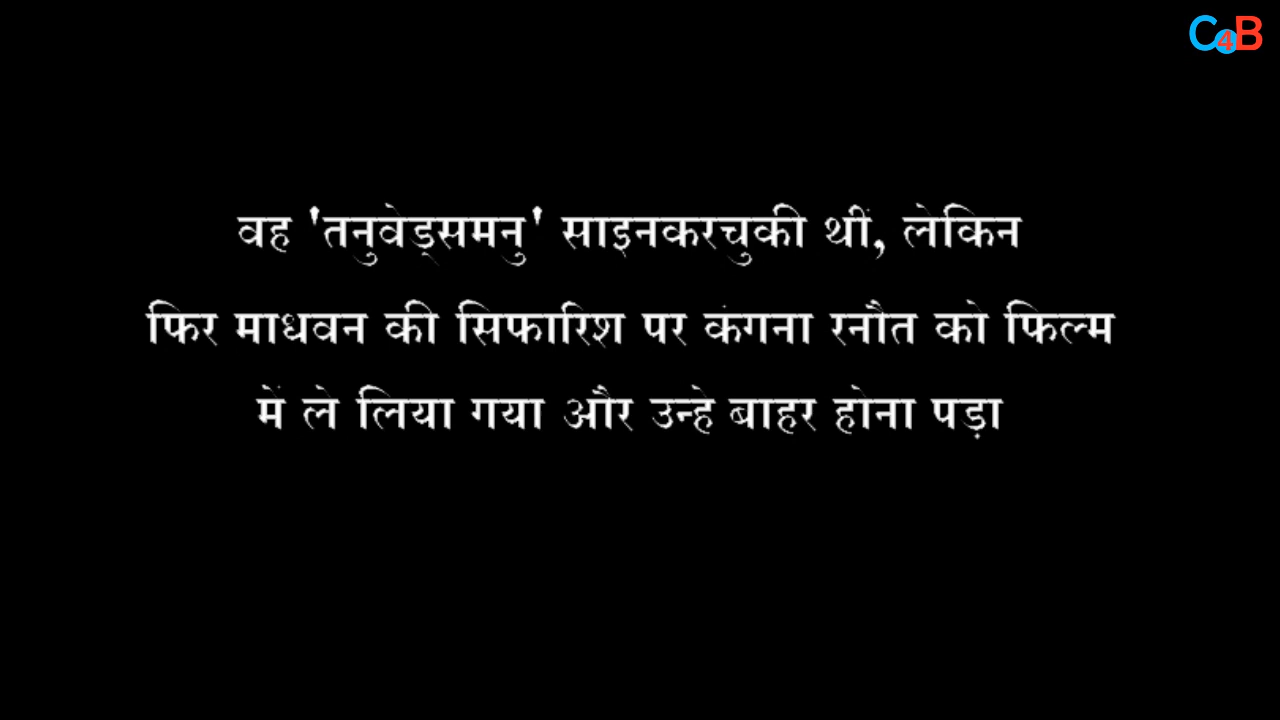 C4B
वह 'तनुवेड्समनु' साइनकरचुकी थीं, लेकिन
फिर माधवन की सिफारिश पर कंगना रनौत को फिल्म
में ले लिया गया और उन्हे बाहर होना पड़ा